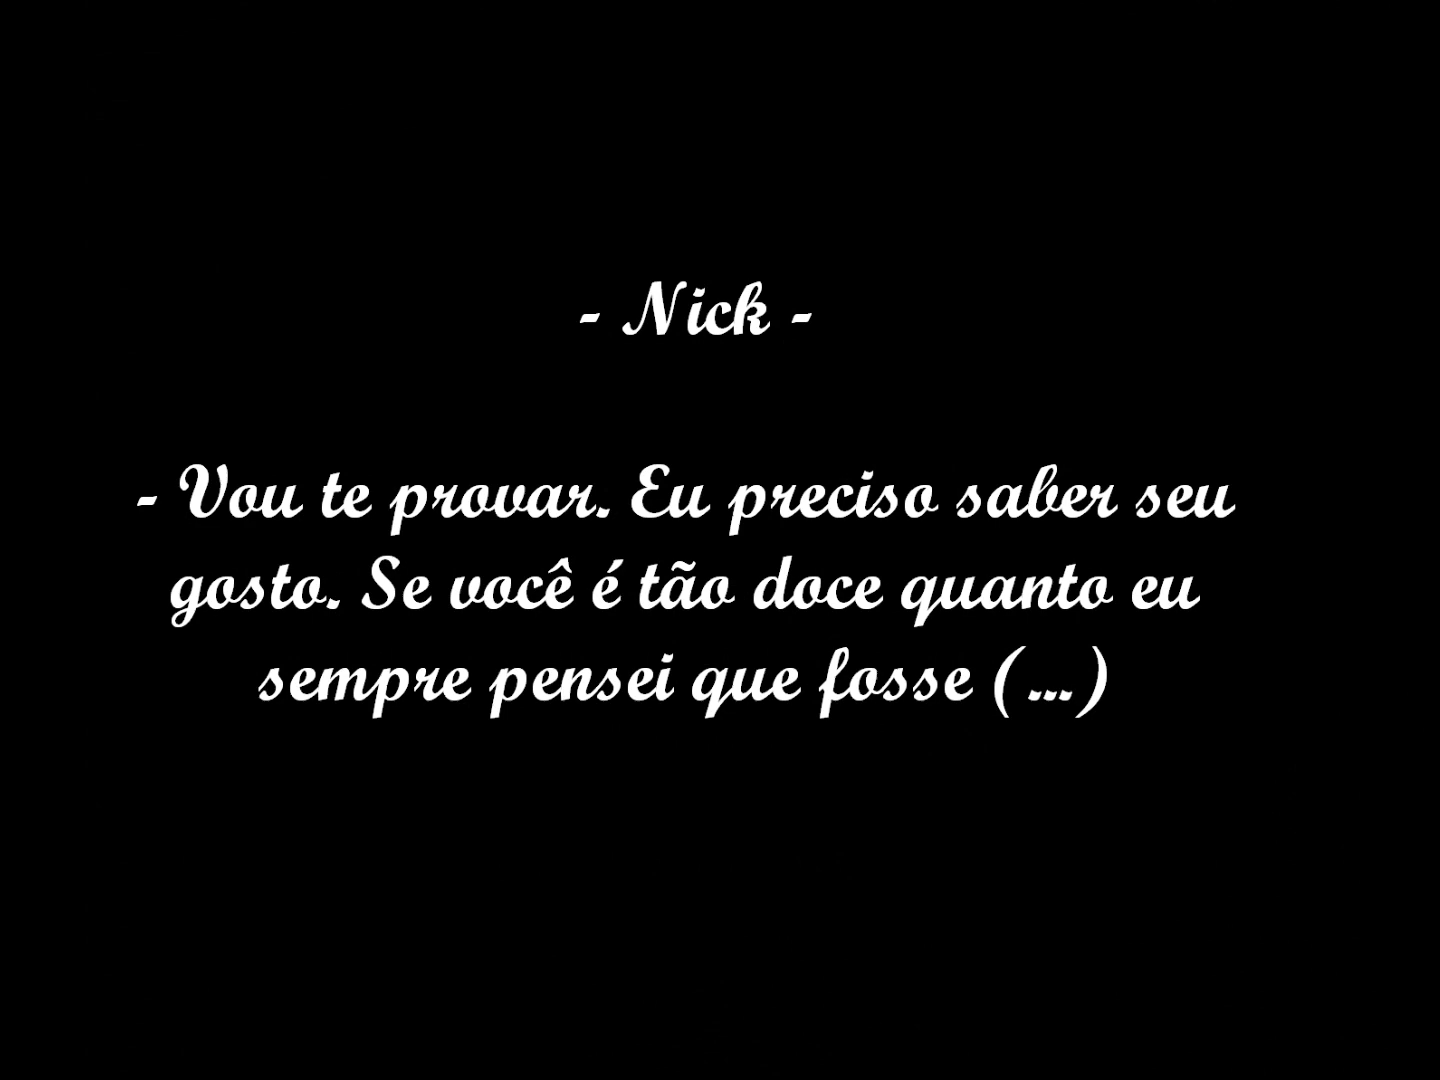 - Nick -
- Vou te provar. Eu preciso saber seu
gosto. Se você é tão doce quanto eu
sempre pensei que fosse (...)